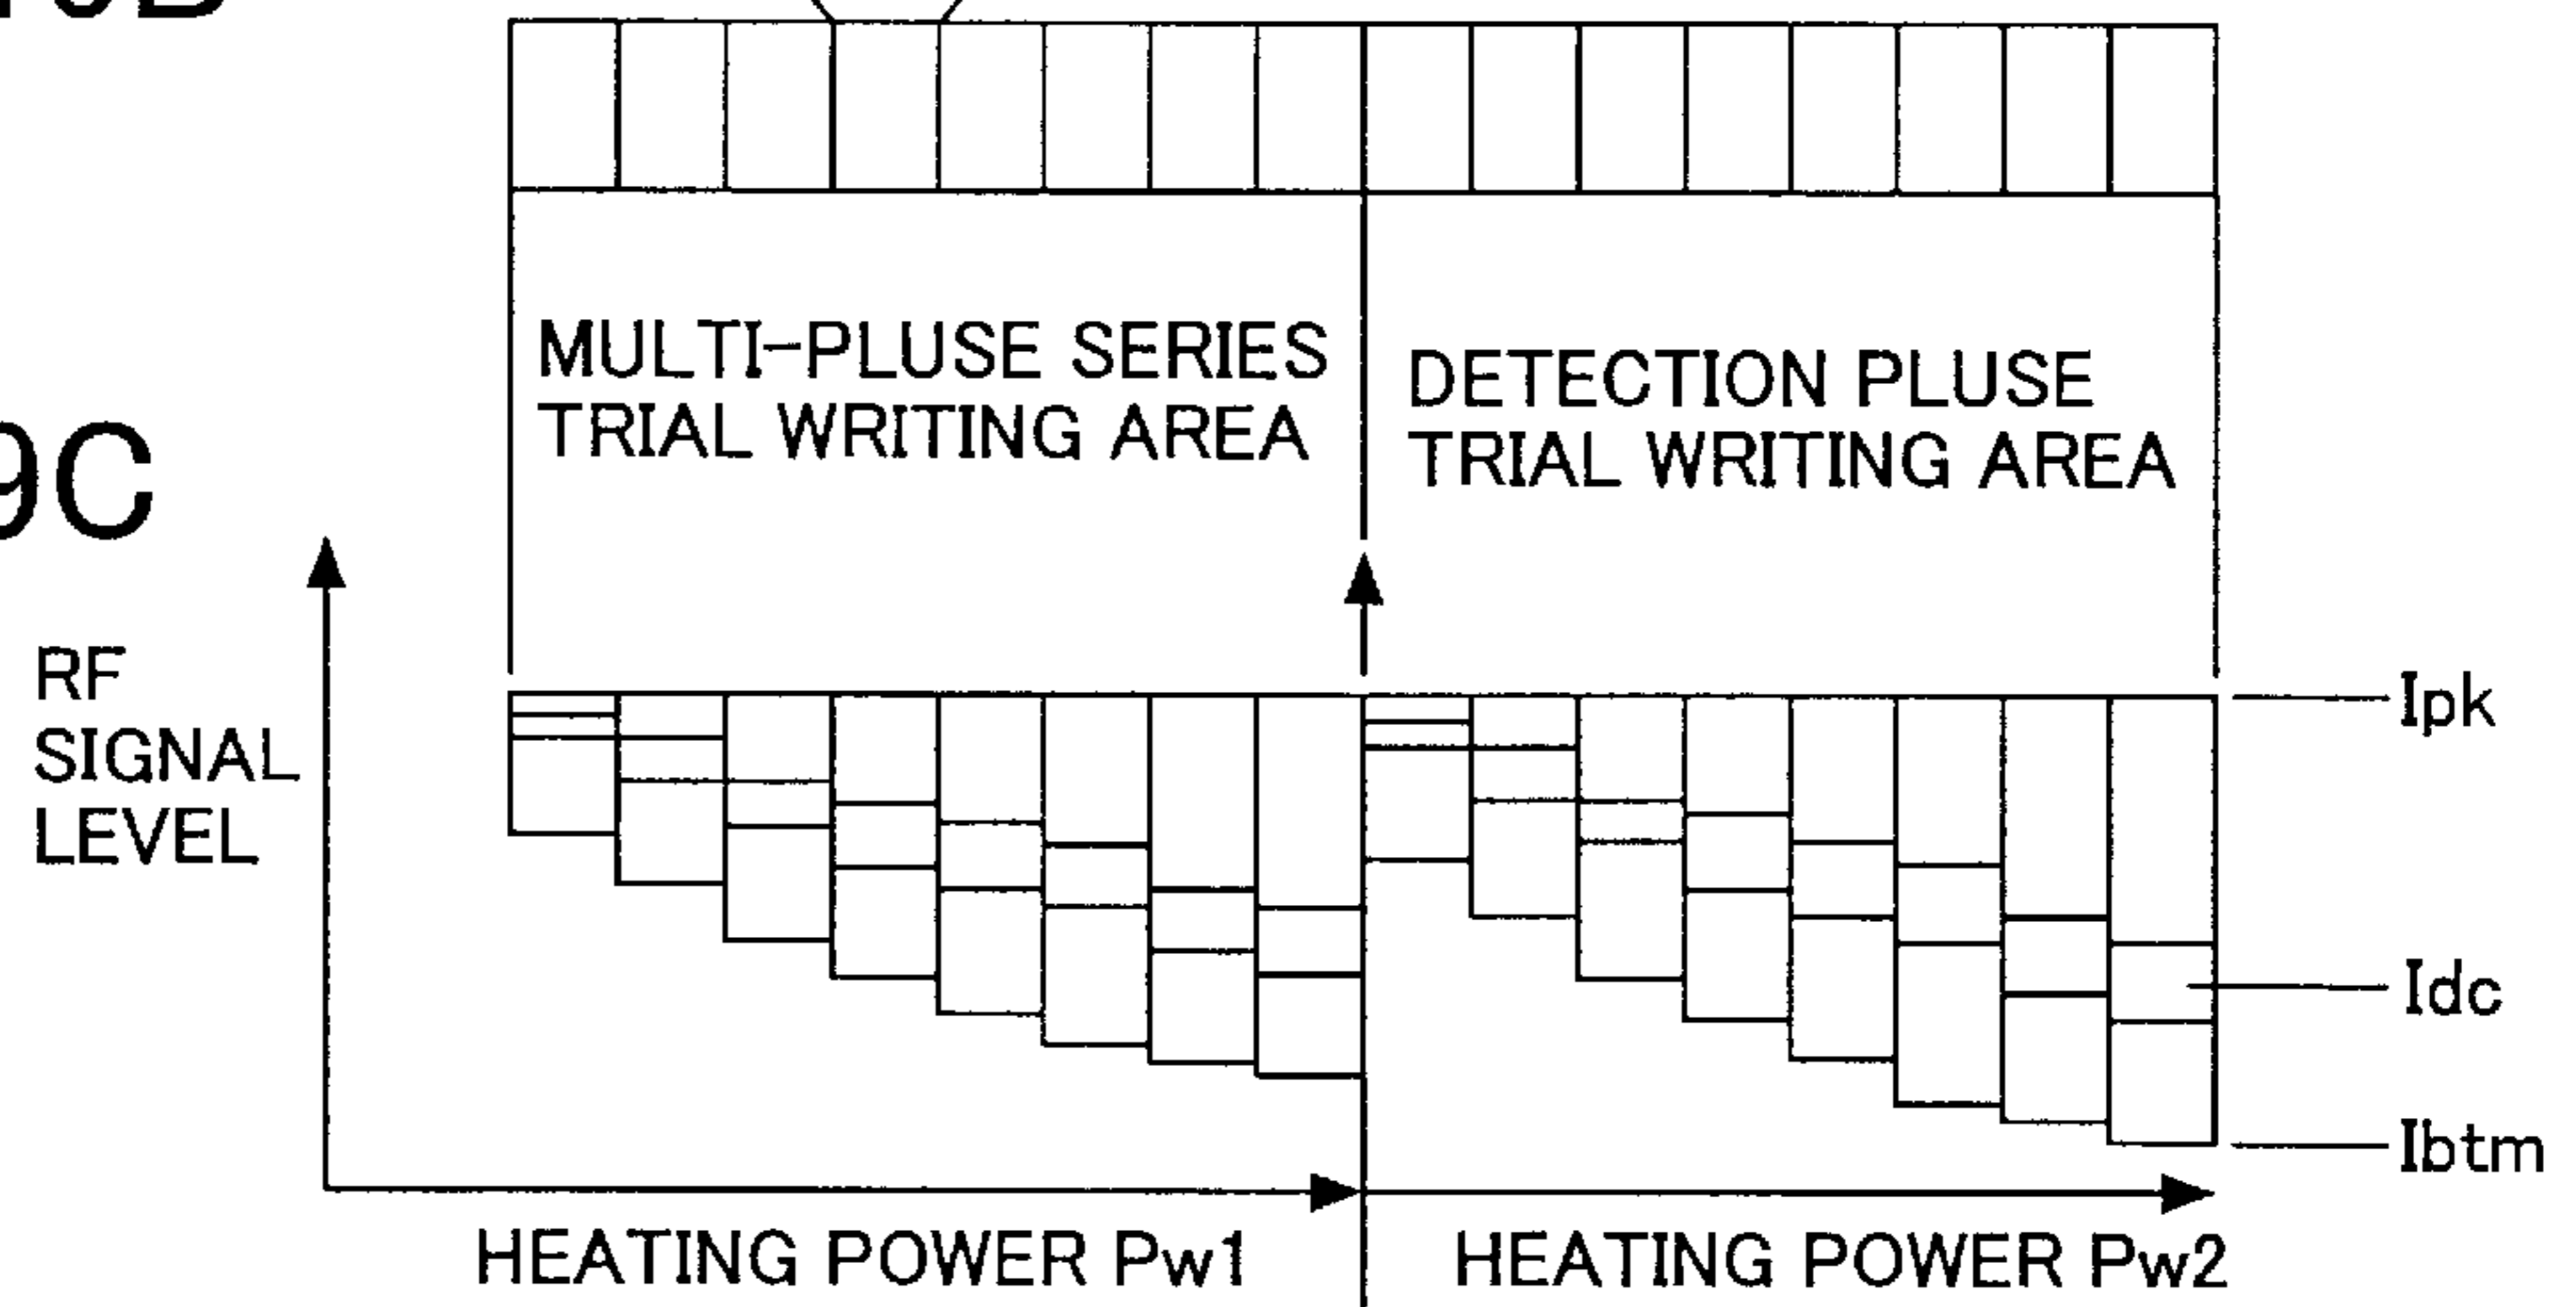 MULTI-PLUSE SERIES
TRIAL WRITING AREA
DETECTION PLUSE
TRIAL WRITING AREA
9C
RF
SIGNAL
LEVEL
Ipk
Idc
Ibtm
HEATING POWER Pw1
HEATING POWER Pw2